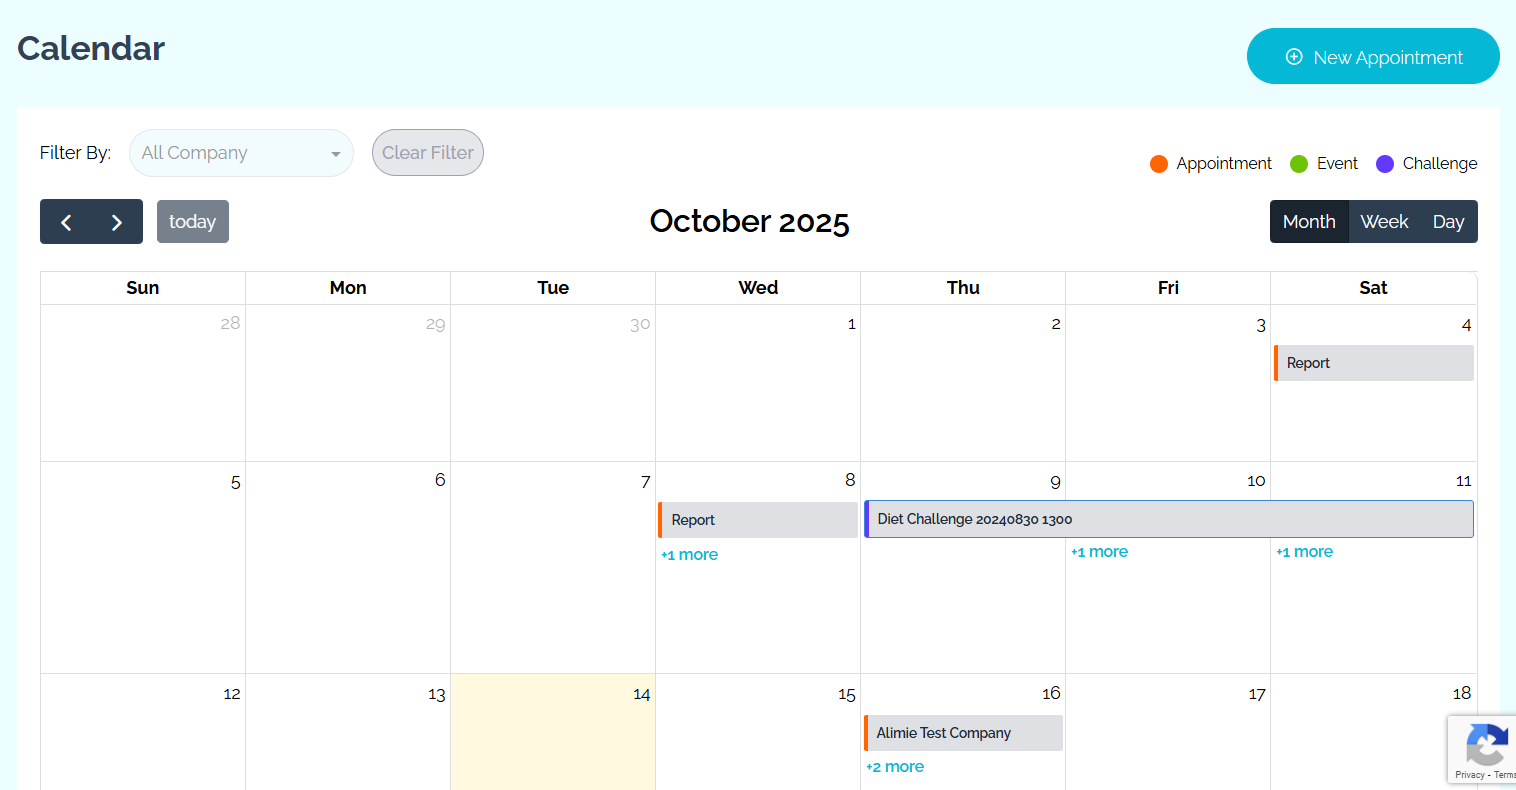 Calendar
New Appointment
Filter By:
All Company
Clear Filter
Appointment
Event
Challenge
today
October 2025
Month
Week
Day
Sun
Mon
Tue
Wed
Thu
Fri
Sat
28
29
30
1
2
3
4
Report
5
6
7
8
9
10
11
Report
Diet Challenge 20240830 1300
+1 more
+1 more
+1 more
12
13
14
15
16
17
18
Alimie Test Company
+2 more
Privacy - Terms